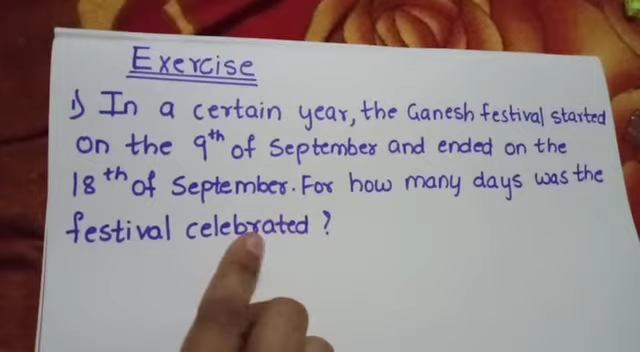 Exercise
1) In a certain year, the Ganesh festival started
on the 9th of September and ended on the
18th of September. For how many days was the
festival celebrated?